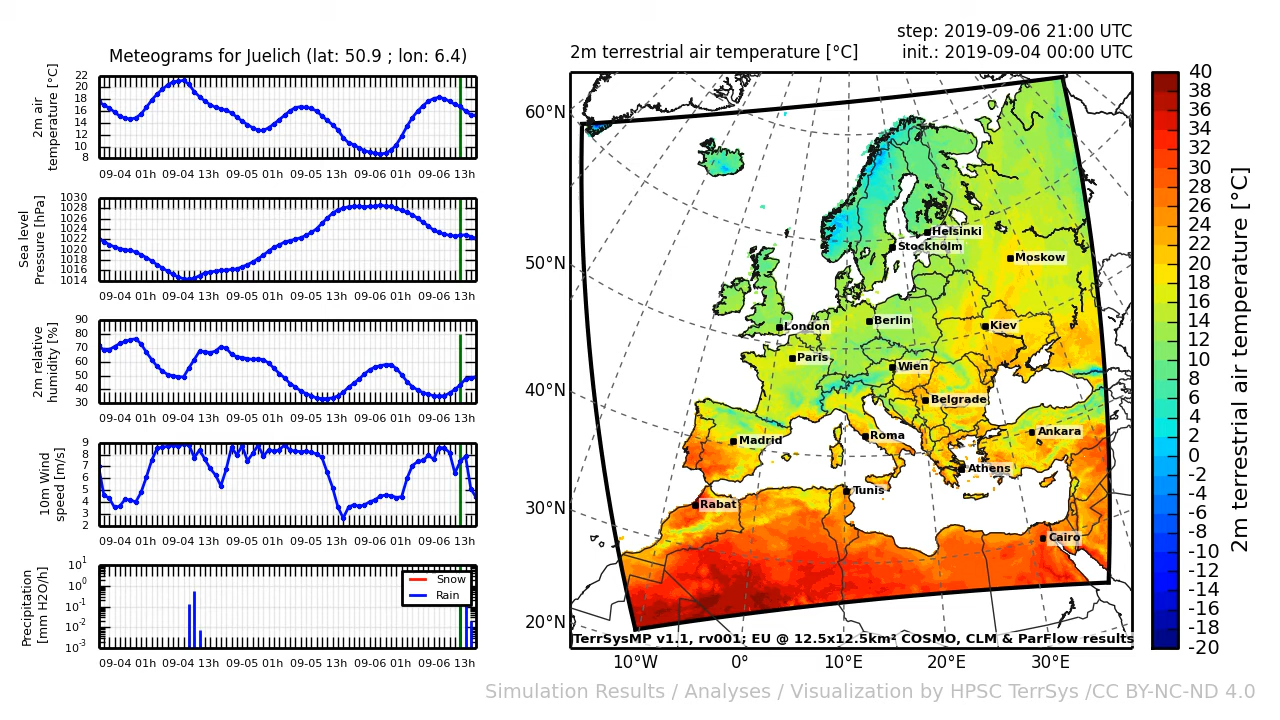 step: 2019-09-06 21:00 UTC
2m terrestrial air temperature [°C]
init.: 2019-09-04 00:00 UTC
Meteograms for Juelich (lat: 50.9 ; lon: 6.4)
2m air
temperature [°C]
22
20
18
16
14
12
10
8
09-04 01h 09-04 13h 09-05 01h 09-05 13h 09-06 01h 09-06 13h
Sea level
Pressure [hPa]
1030
1028
1026
1024
1022
1020
1018
1016
1014
09-04 01h 09-04 13h 09-05 01h 09-05 13h 09-06 01h 09-06 13h
2m relative
humidity [%]
90
80
70
60
50
40
30
09-04 01h 09-04 13h 09-05 01h 09-05 13h 09-06 01h 09-06 13h
10m Wind
speed [m/s]
9
8
7
6
5
4
3
2
09-04 01h 09-04 13h 09-05 01h 09-05 13h 09-06 01h 09-06 13h
Precipitation
[mm H2O/h]
10¹
10⁰
10⁻¹
10⁻²
10⁻³
Snow
Rain
09-04 01h 09-04 13h 09-05 01h 09-05 13h 09-06 01h 09-06 13h
60°N
50°N
40°N
30°N
20°N
10°W 0° 10°E 20°E 30°E
Helsinki
Stockholm
Moskow
London
Berlin
Kiev
Paris
Wien
Belgrade
Madrid
Roma
Ankara
Athens
Tunis
Rabat
Cairo
TerrSysMP v1.1, rv001; EU @ 12.5x12.5km² COSMO, CLM & ParFlow results
40
38
36
34
32
30
28
26
24
22
20
18
16
14
12
10
8
6
4
2
0
-2
-4
-6
-8
-10
-12
-14
-16
-18
-20
2m terrestrial air temperature [°C]
Simulation Results / Analyses / Visualization by HPSC TerrSys /CC BY-NC-ND 4.0